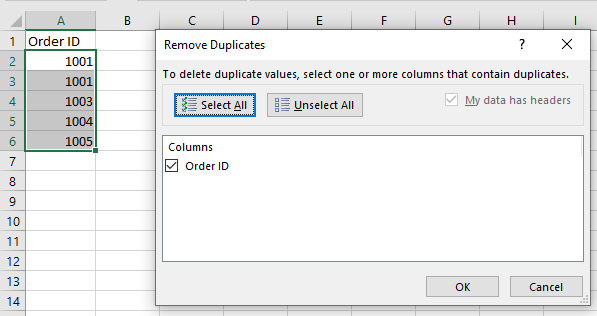 A B C D E F G H I
1 Order ID
2 1001
3 1001
4 1003
5 1004
6 1005
7
8
9
10
11
12
13
14
Remove Duplicates ? ×
To delete duplicate values, select one or more columns that contain duplicates.
Select All Unselect All My data has headers
Columns
Order ID
OK Cancel